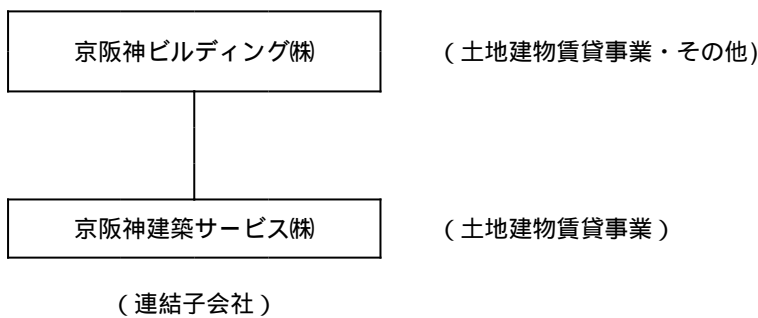 京阪神ビルディング㈱ (土地建物賃貸事業・その他)
京阪神建築サービス㈱ (土地建物賃貸事業)
(連結子会社)